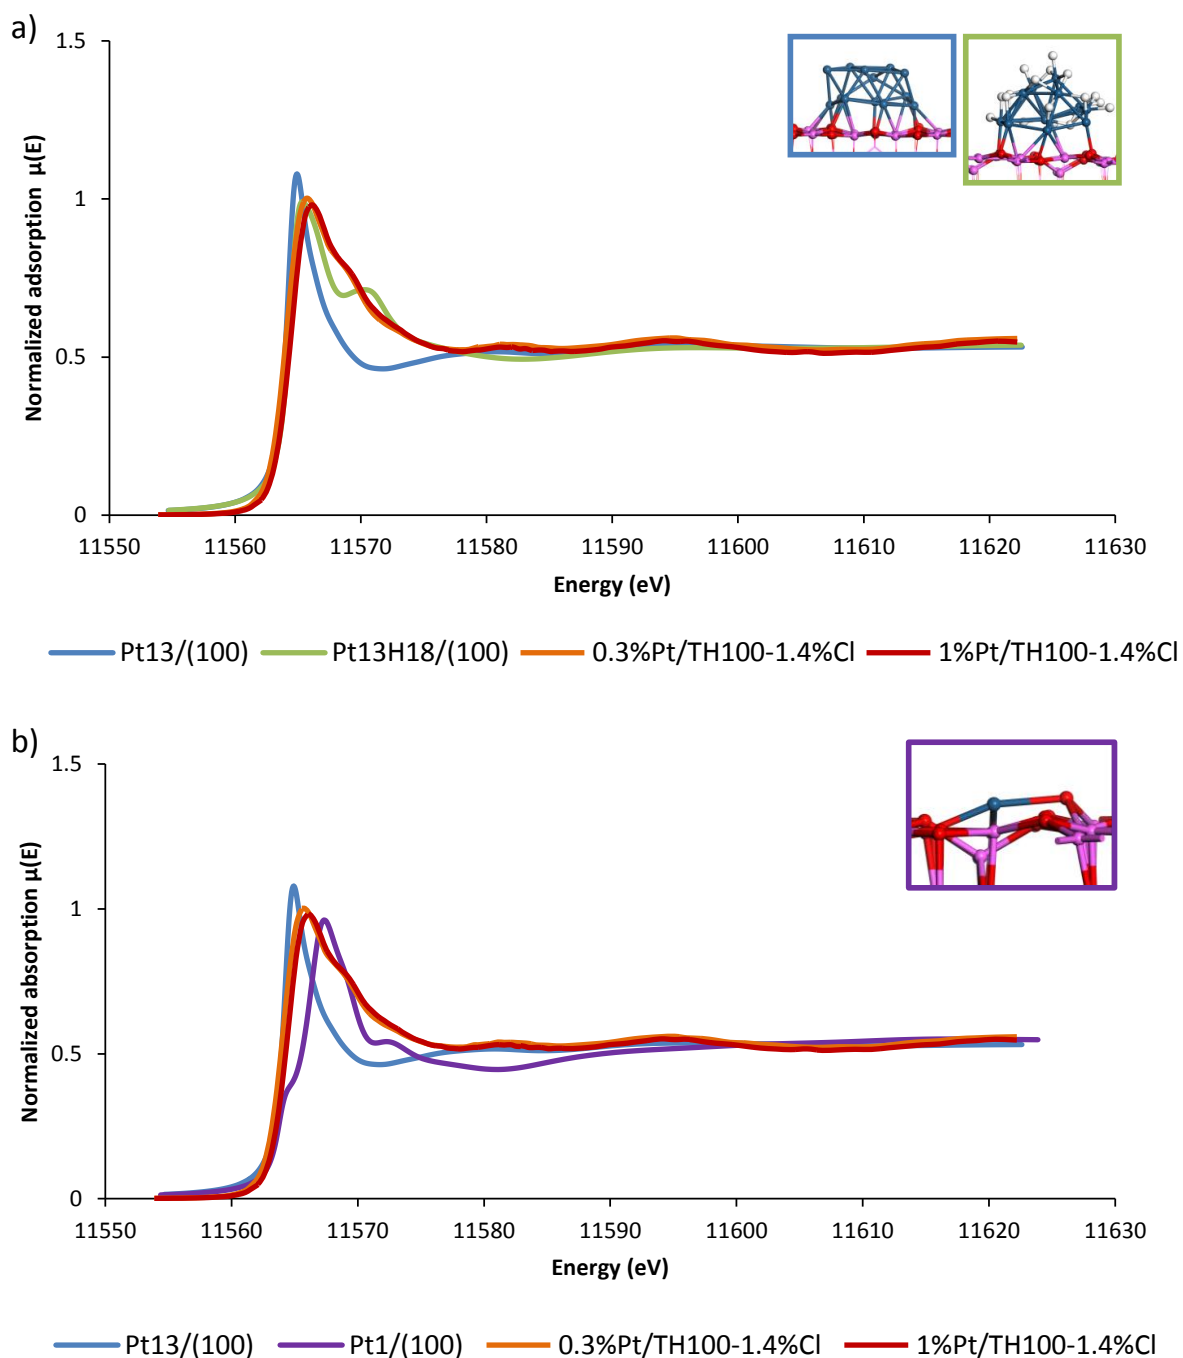 a)
1.5
1
0.5
0
Normalized adsorption μ(E)
11550 11560 11570 11580 11590 11600 11610 11620 11630
Energy (eV)
Pt13/(100) Pt13H18/(100) 0.3%Pt/TH100-1.4%Cl 1%Pt/TH100-1.4%Cl
b)
1.5
1
0.5
0
Normalized absorption μ(E)
11550 11560 11570 11580 11590 11600 11610 11620 11630
Energy (eV)
Pt13/(100) Pt1/(100) 0.3%Pt/TH100-1.4%Cl 1%Pt/TH100-1.4%Cl